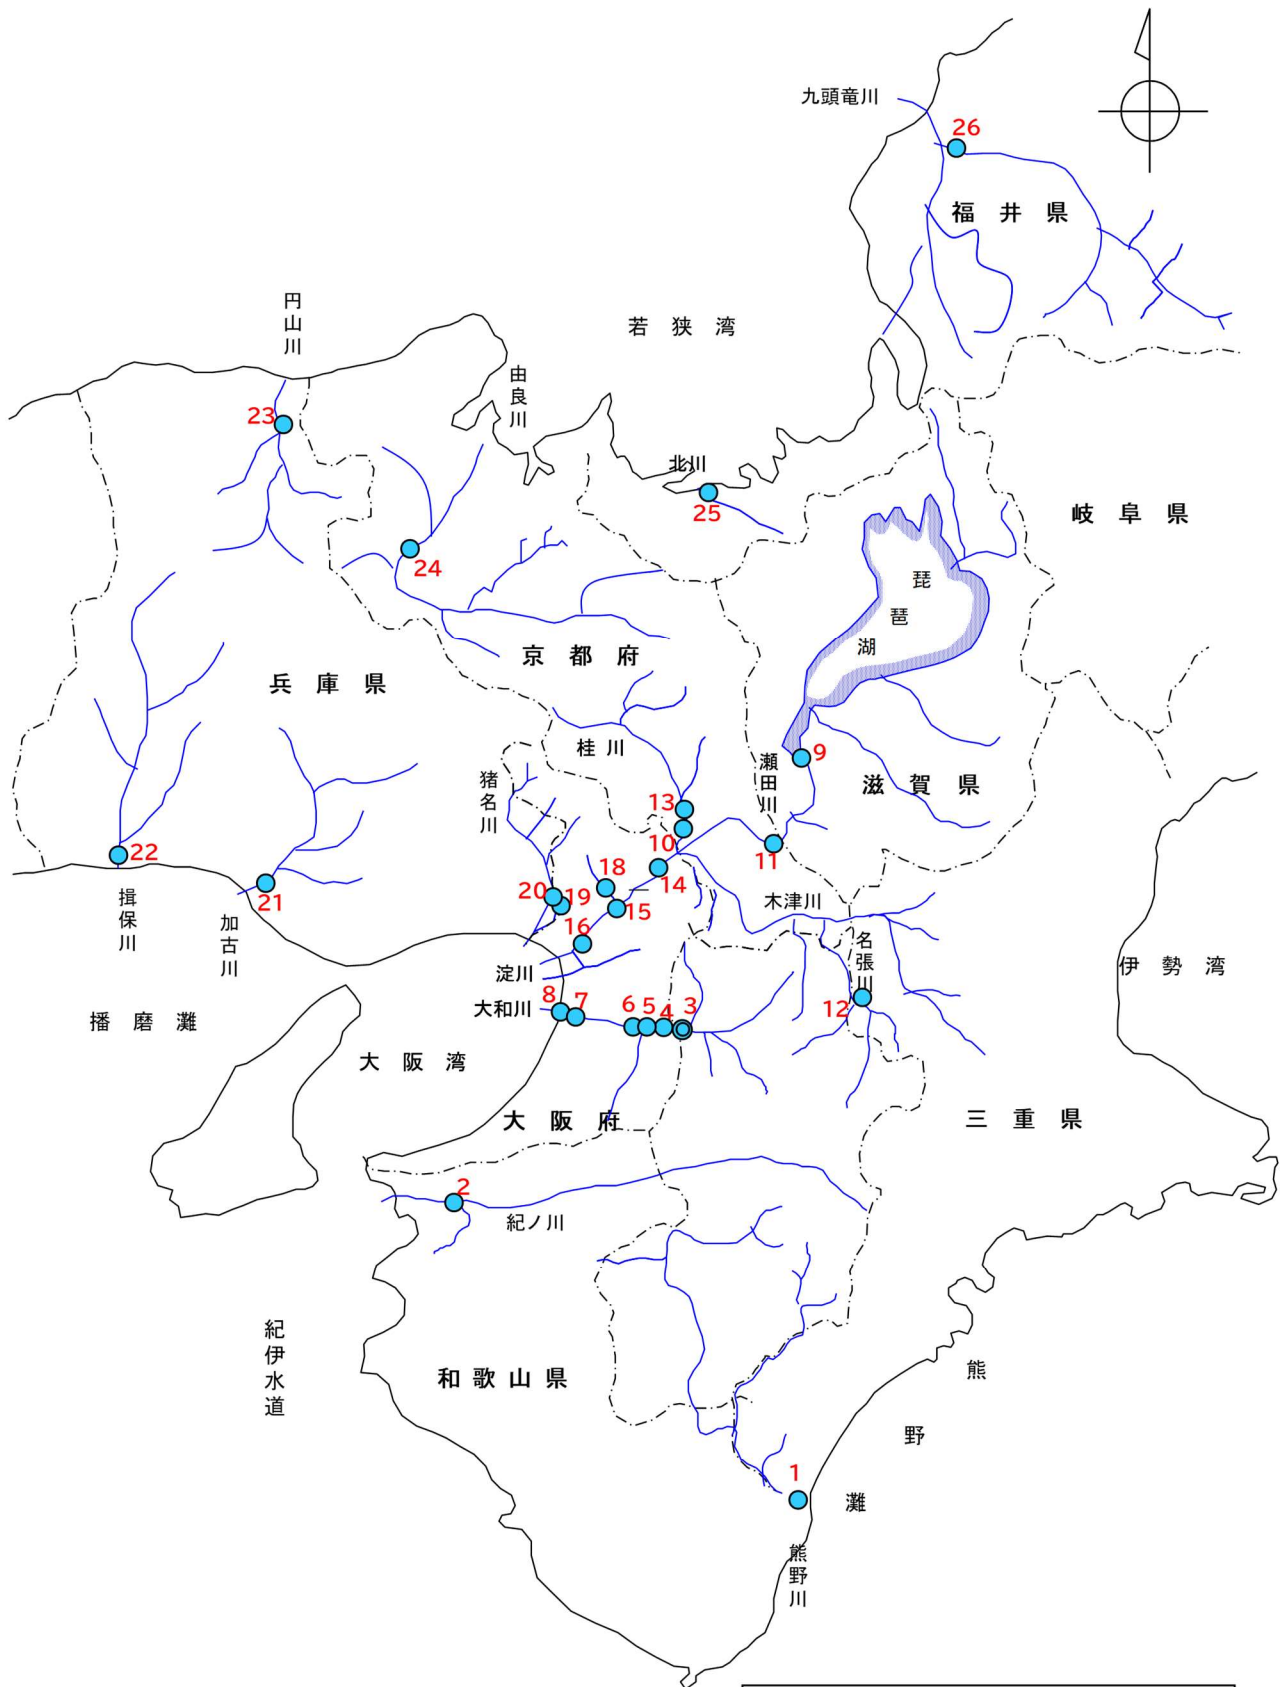 九頭竜川
26
福井県
円山川
若狭湾
由良川
23
北川
25
岐阜県
24
琵琶湖
京都府
兵庫県
桂川
瀬田川
9
猪名川
滋賀県
13
10
22
11
21
18
14
20
19
15
木津川
揖保川
加古川
16
名張川
伊勢湾
淀川
8
7
大和川
6
5
4
3
12
播磨灘
大阪湾
大阪府
三重県
2
紀ノ川
紀伊水道
和歌山県
熊野灘
1
熊野川